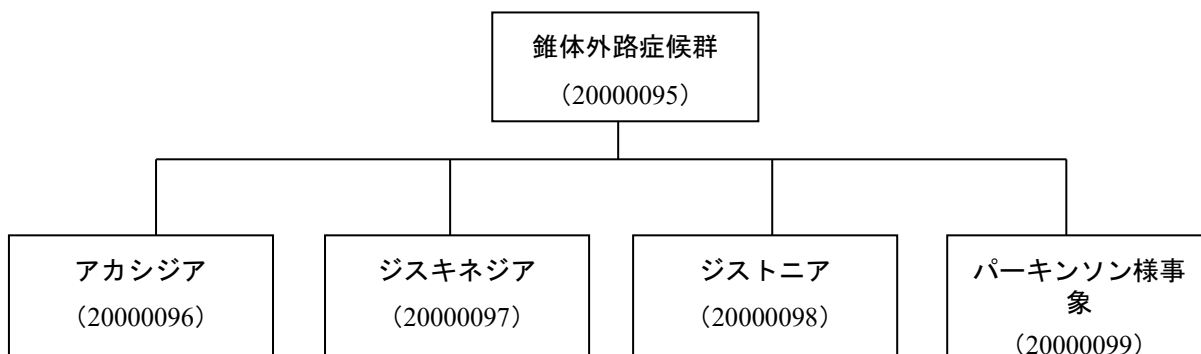 錐体外路症候群
（20000095）
アカシジア
（20000096）
ジスキネジア
（20000097）
ジストニア
（20000098）
パーキンソン様事
象
（20000099）